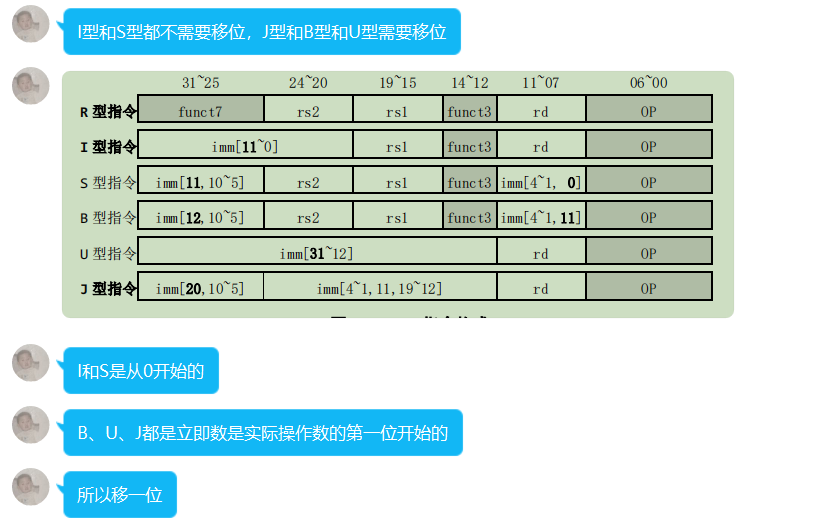 I型和S型都不需要移位，J型和B型和U型需要移位
31~25 24~20 19~15 14~12 11~07 06~00
R 型指令 funct7 rs2 rs1 funct3 rd OP
I 型指令 imm[11~0] rs1 funct3 rd OP
S 型指令 imm[11,10~5] rs2 rs1 funct3 imm[4~1, 0] OP
B 型指令 imm[12,10~5] rs2 rs1 funct3 imm[4~1,11] OP
U 型指令 imm[31~12] rd OP
J 型指令 imm[20,10~5] imm[4~1,11,19~12] rd OP
I和S是从0开始的
B、U、J都是立即数是实际操作数的第一位开始的
所以移一位